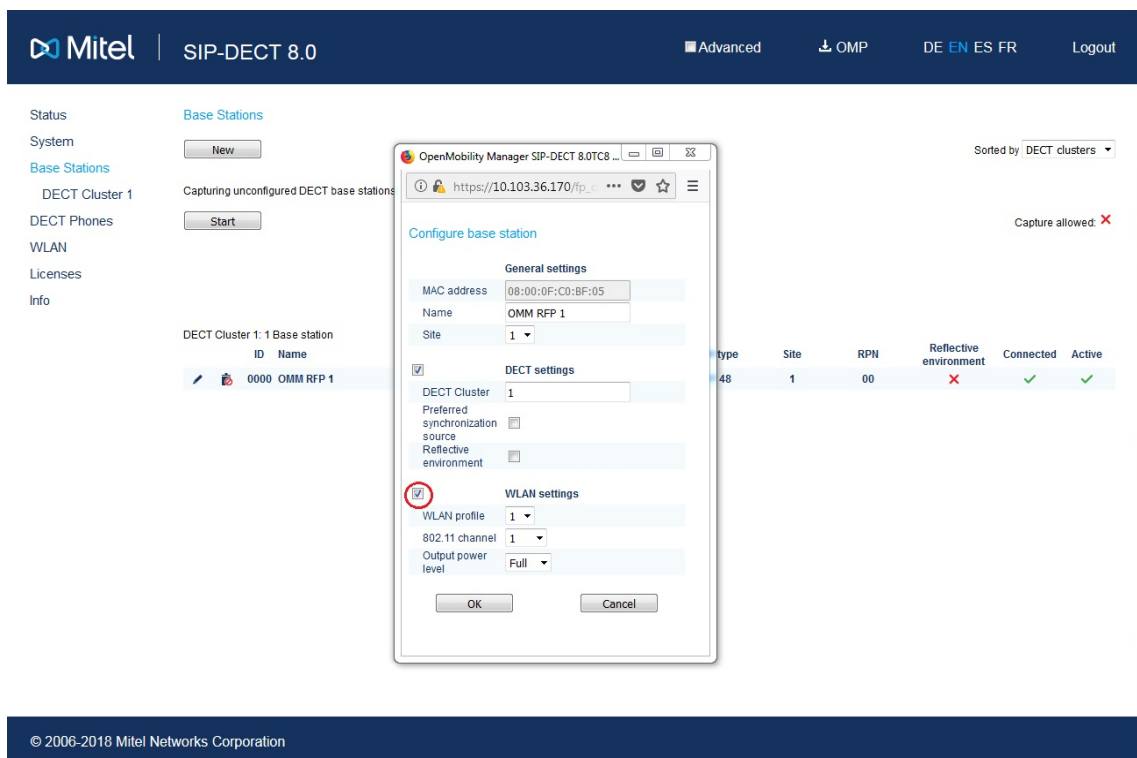 Mitel
SIP-DECT 8.0
Advanced
OMP
DE EN ES FR
Logout
Status
System
Base Stations
DECT Cluster 1
DECT Phones
WLAN
Licenses
Info
Base Stations
New
Sorted by DECT clusters
Capturing unconfigured DECT base stations
Start
Capture allowed:
DECT Cluster 1: 1 Base station
ID Name type Site RPN Reflective environment Connected Active
0000 OMM RFP 1 48 1 00
OpenMobility Manager SIP-DECT 8.0TC8 ...
https://10.103.36.170/fp_c
Configure base station
General settings
MAC address 08:00:0F:C0:BF:05
Name OMM RFP 1
Site 1
DECT settings
DECT Cluster 1
Preferred
synchronization
source
Reflective
environment
WLAN settings
WLAN profile 1
802.11 channel 1
Output power
level Full
OK Cancel
© 2006-2018 Mitel Networks Corporation